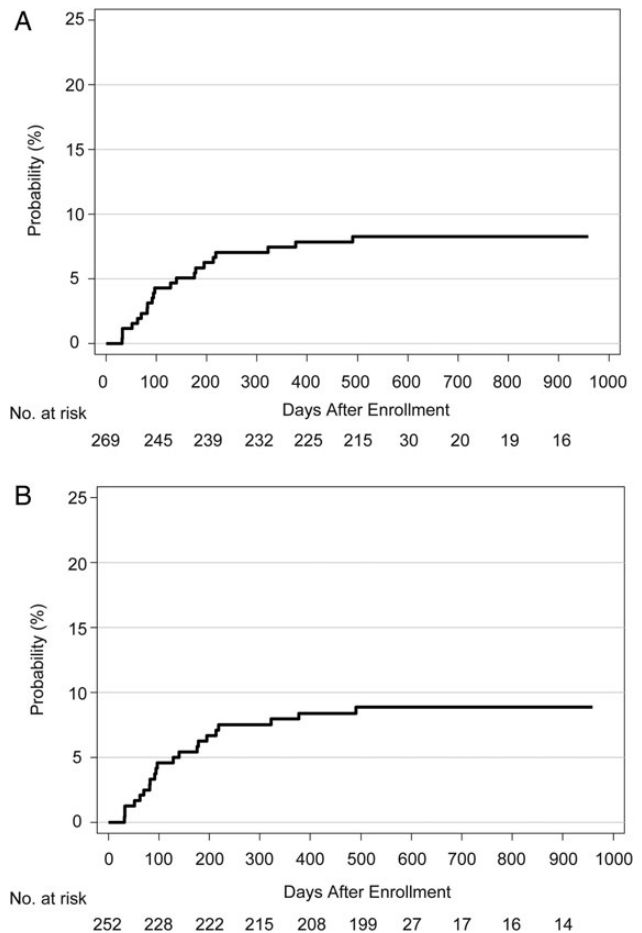 A
25
20
15
10
5
0
Probability (%)
0 100 200 300 400 500 600 700 800 900 1000
Days After Enrollment
No. at risk
269 245 239 232 225 215 30 20 19 16
B
25
20
15
10
5
0
Probability (%)
0 100 200 300 400 500 600 700 800 900 1000
Days After Enrollment
No. at risk
252 228 222 215 208 199 27 17 16 14